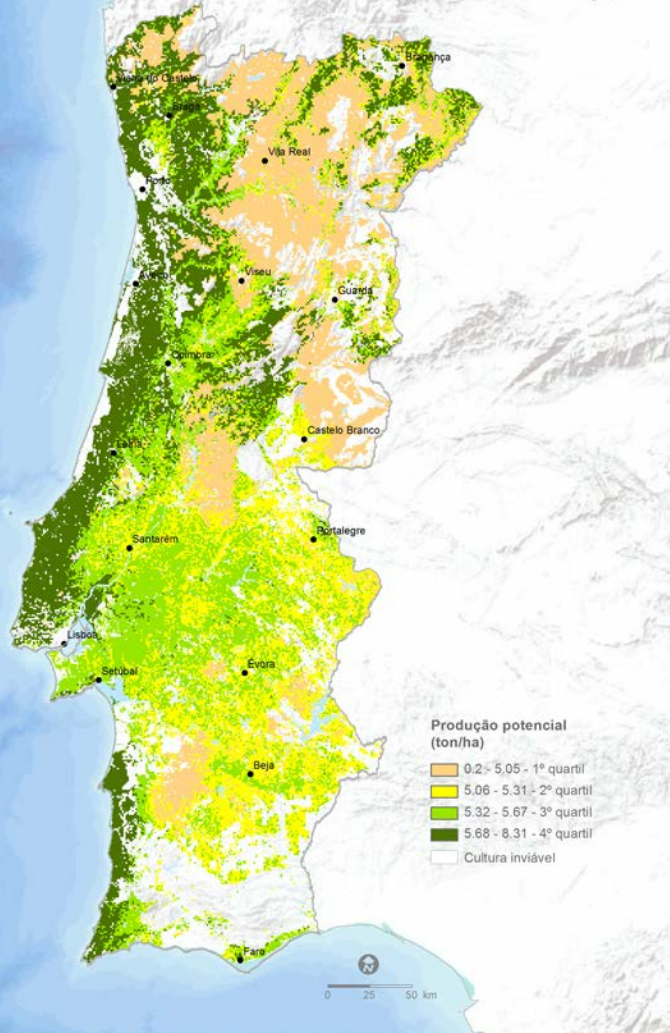 Bragança
Viana do Castelo
Braga
Vila Real
Porto
Aveiro
Viseu
Guarda
Coimbra
Castelo Branco
Leiria
Portalegre
Santarém
Lisboa
Setúbal
Évora
Produção potencial
(ton/ha)
0.2 - 5.05 - 1º quartil
5.06 - 5.31 - 2º quartil
5.32 - 5.67 - 3º quartil
5.68 - 8.31 - 4º quartil
Cultura inviável
Beja
Faro
N
0 25 50 km